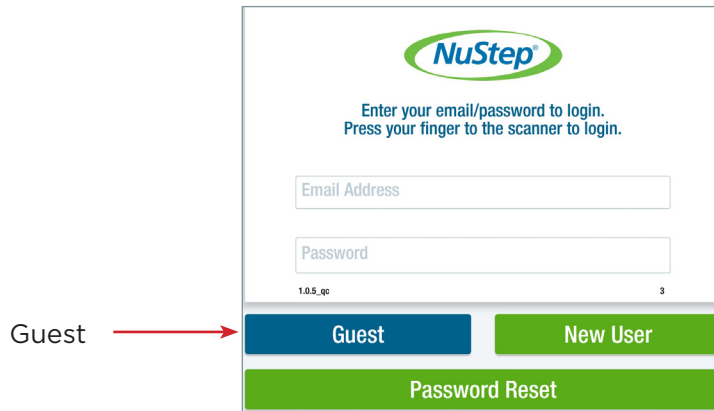 NuStep®
Enter your email/password to login.
Press your finger to the scanner to login.
Email Address
Password
1.0.5_qc 3
Guest Guest New User
Password Reset